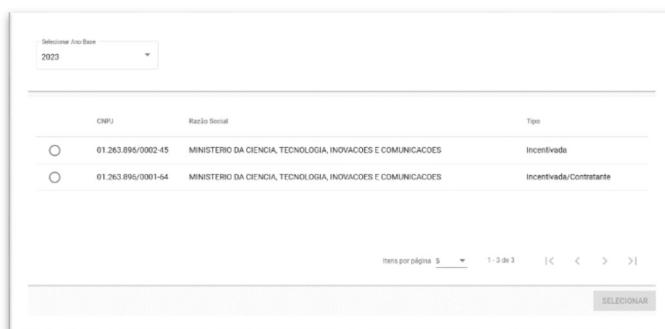 Selecionar Ano Base
2023
CNPJ Razão Social Tipo
01.263.896/0002-45 MINISTERIO DA CIENCIA, TECNOLOGIA, INOVACOES E COMUNICACOES Incentivada
01.263.896/0001-64 MINISTERIO DA CIENCIA, TECNOLOGIA, INOVACOES E COMUNICACOES Incentivada/Contratante
Itens por página 5 1 - 3 de 3
SELECIONAR